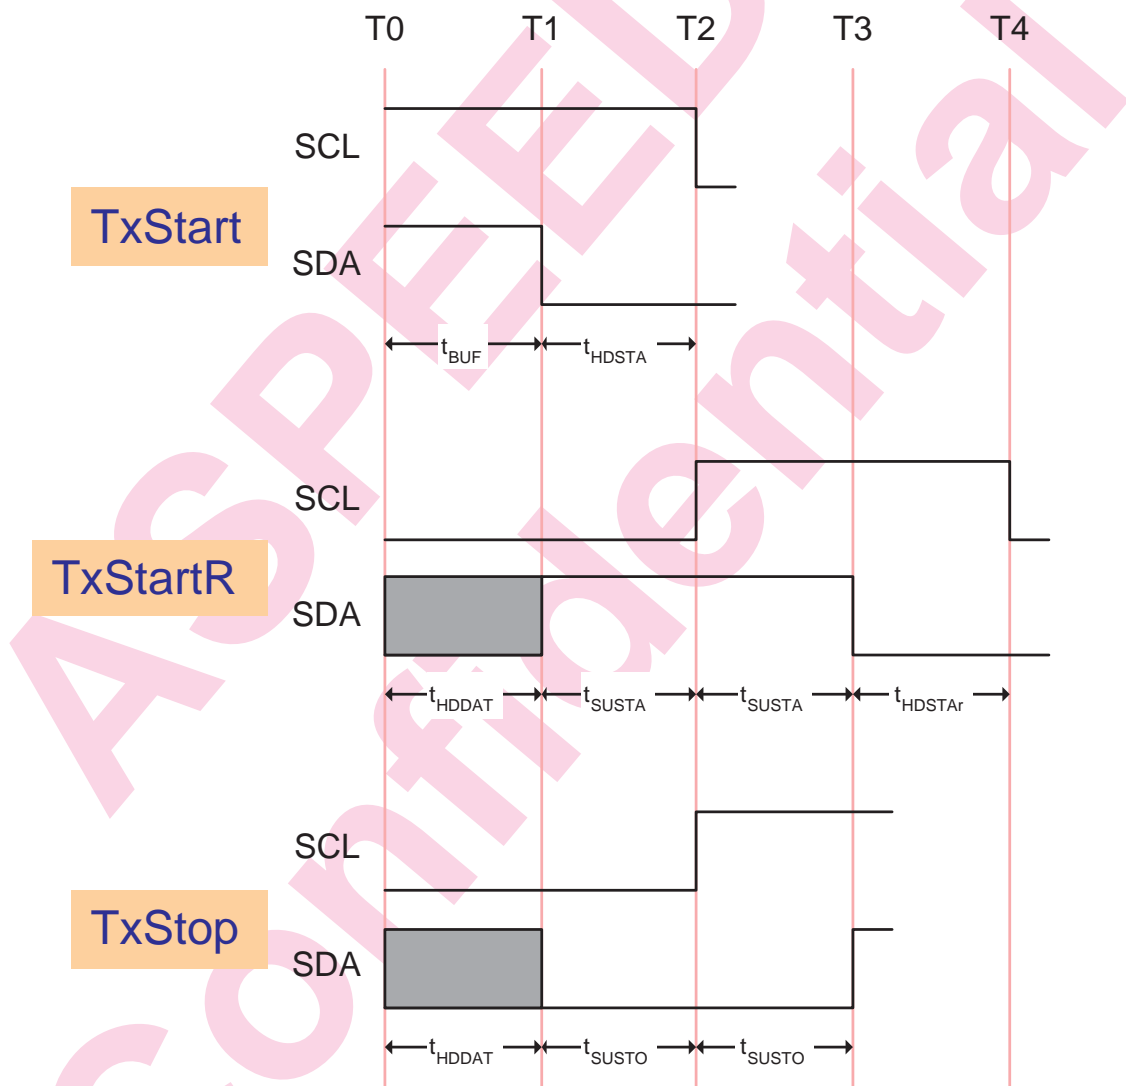 T0 T1 T2 T3 T4
SCL
TxStart
SDA
tBUF tHDSTA
SCL
TxStartR
SDA
tHDDAT tSUSTA tSUSTA tHDSTAr
SCL
TxStop
SDA
tHDDAT tSUSTO tSUSTO
ASPEED
Confidential